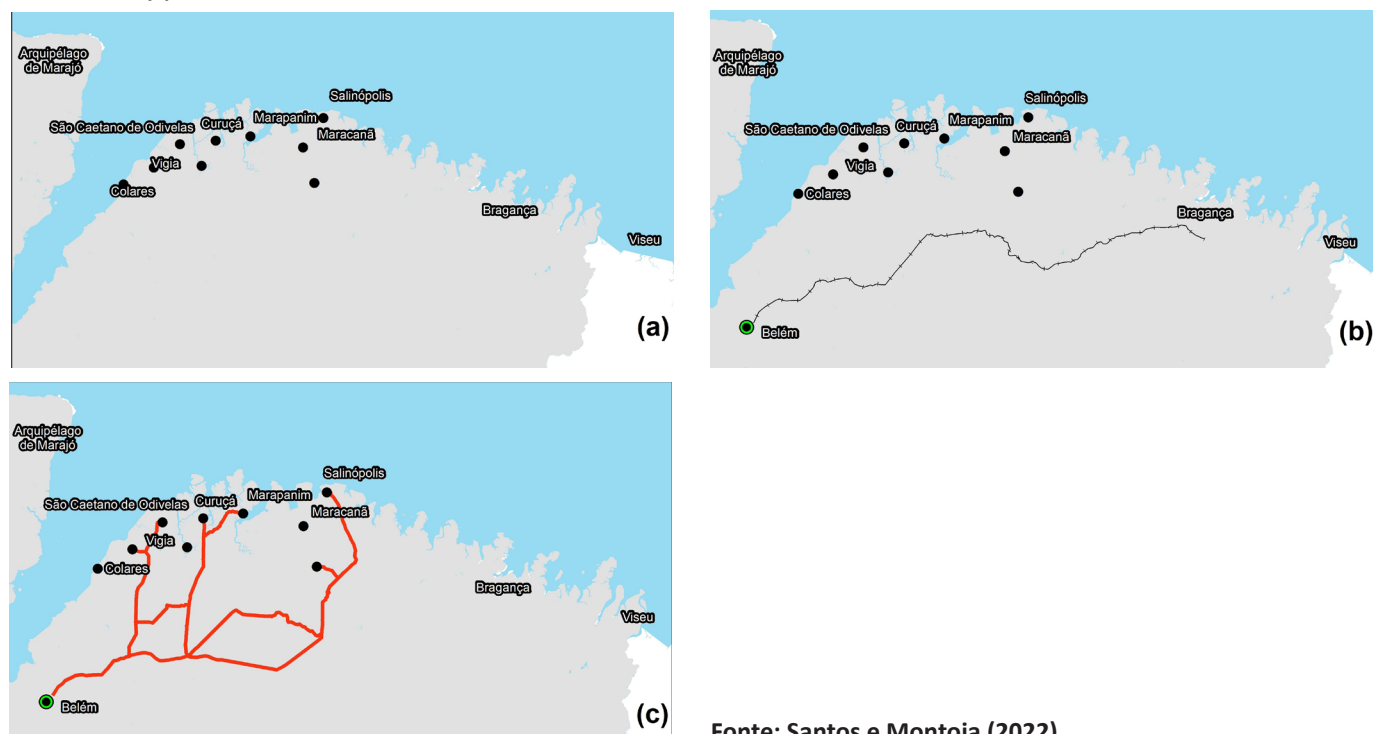 Arquipélago
de Marajó
Salinópolis
São Caetano de Odivelas
Curuçá
Marapanim
Maracanã
Vigia
Colares
Bragança
Viseu
(a)
Arquipélago
de Marajó
Salinópolis
São Caetano de Odivelas
Curuçá
Marapanim
Maracanã
Vigia
Colares
Bragança
Viseu
Belém
(b)
Arquipélago
de Marajó
Salinópolis
São Caetano de Odivelas
Curuçá
Marapanim
Maracanã
Vigia
Colares
Bragança
Viseu
Belém
(c)
Fonte: Santos e Montoia (2022)